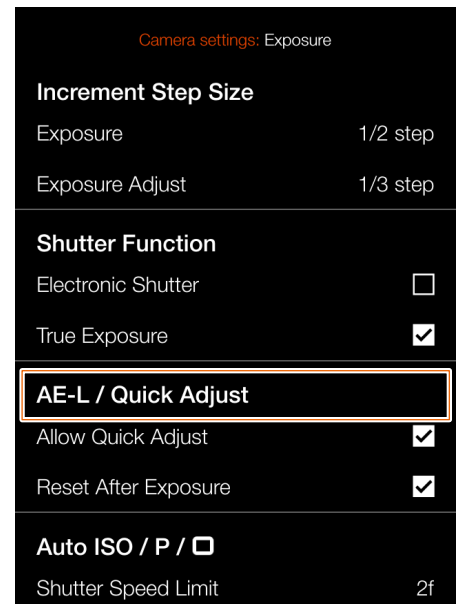 Camera settings: Exposure
Increment Step Size
Exposure 1/2 step
Exposure Adjust 1/3 step
Shutter Function
Electronic Shutter
True Exposure
AE-L / Quick Adjust
Allow Quick Adjust
Reset After Exposure
Auto ISO / P /
Shutter Speed Limit 2f